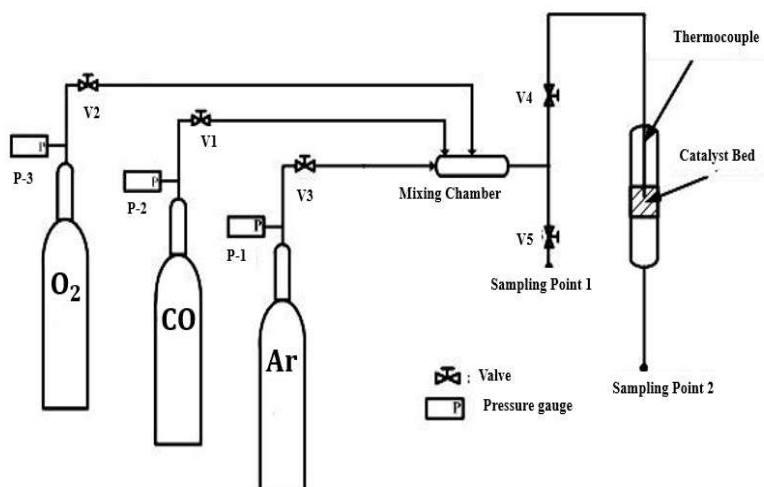 Thermocouple
V4
V2
V1
P
P-3
Catalyst Bed
P
P-2
V3
Mixing Chamber
P
P-1
V5
O2
CO
Sampling Point 1
Ar
: Valve
Sampling Point 2
P
Pressure gauge